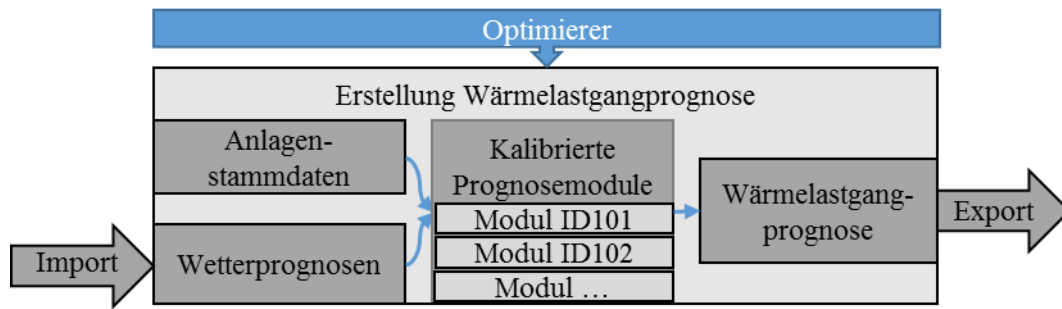 Optimierer
Erstellung Wärmelastgangprognose
Anlagen-
stammdaten
Kalibrierte
Prognosemodule
Modul ID101
Modul ID102
Modul …
Wärmelastgang-
prognose
Export
Import
Wetterprognosen